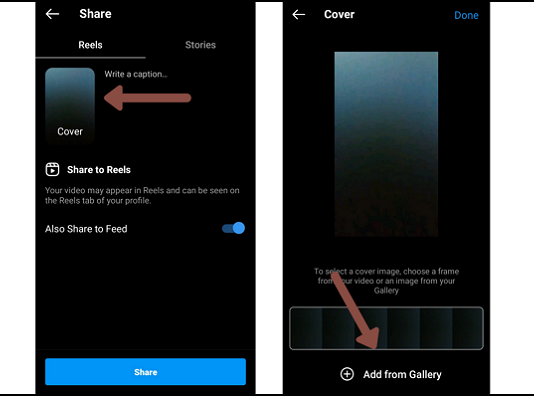 Share
Reels
Stories
Write a caption...
Cover
Share to Reels
Your video may appear in Reels and can be seen on
the Reels tab of your profile.
Also Share to Feed
Share
Cover
Done
To select a cover image, choose a frame
from your video or an image from your
Gallery
Add from Gallery